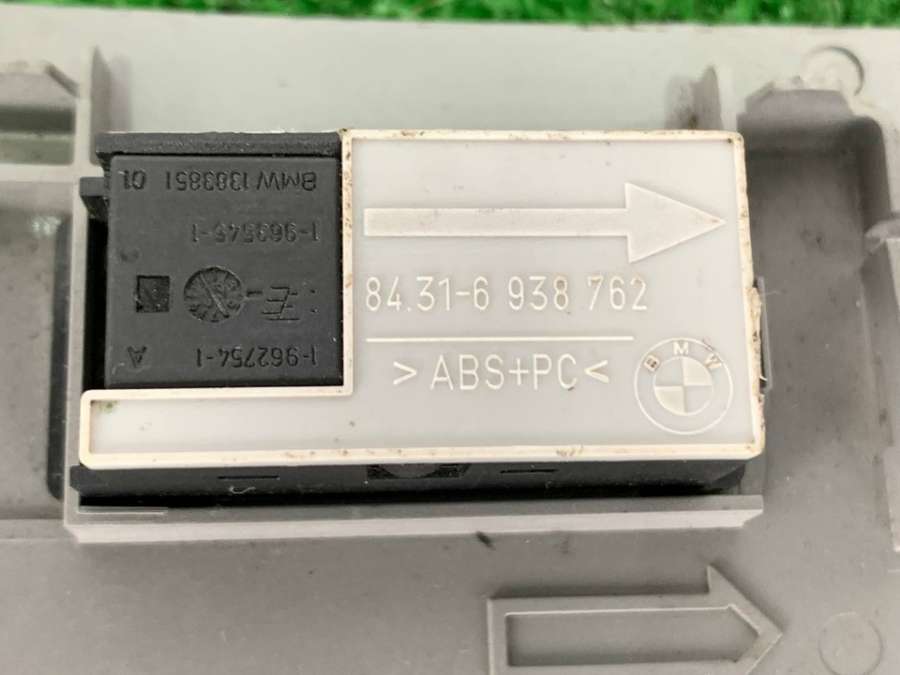 84.31-6 938 762
>ABS+PC<
BMW
1-962754-1 A
1-963545-1
BMW 1383851 01